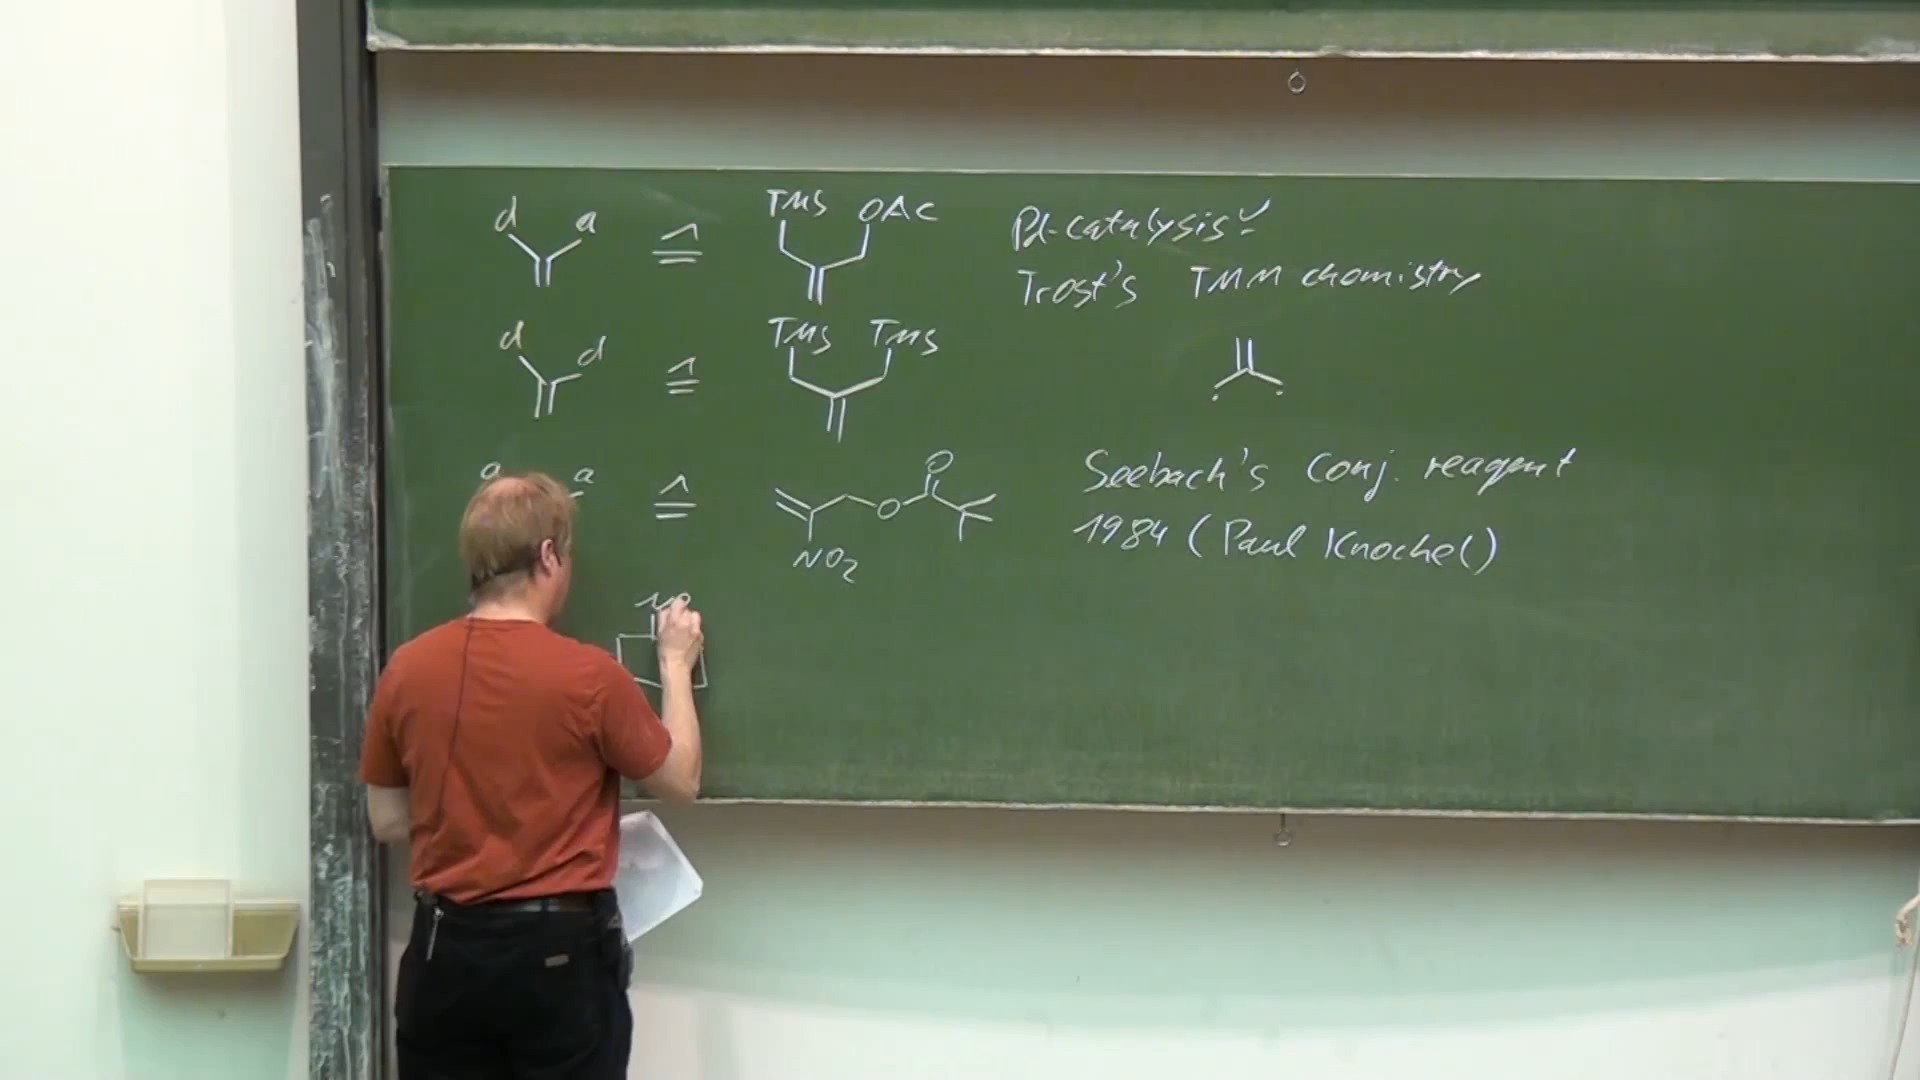 d a ≙ TMS OAc Pd-catalysis!
Trost's TMM chemistry
d d ≙ TMS TMS
a a ≙ O O NO2 Seebach's conj. reagent
1984 (Paul Knochel)